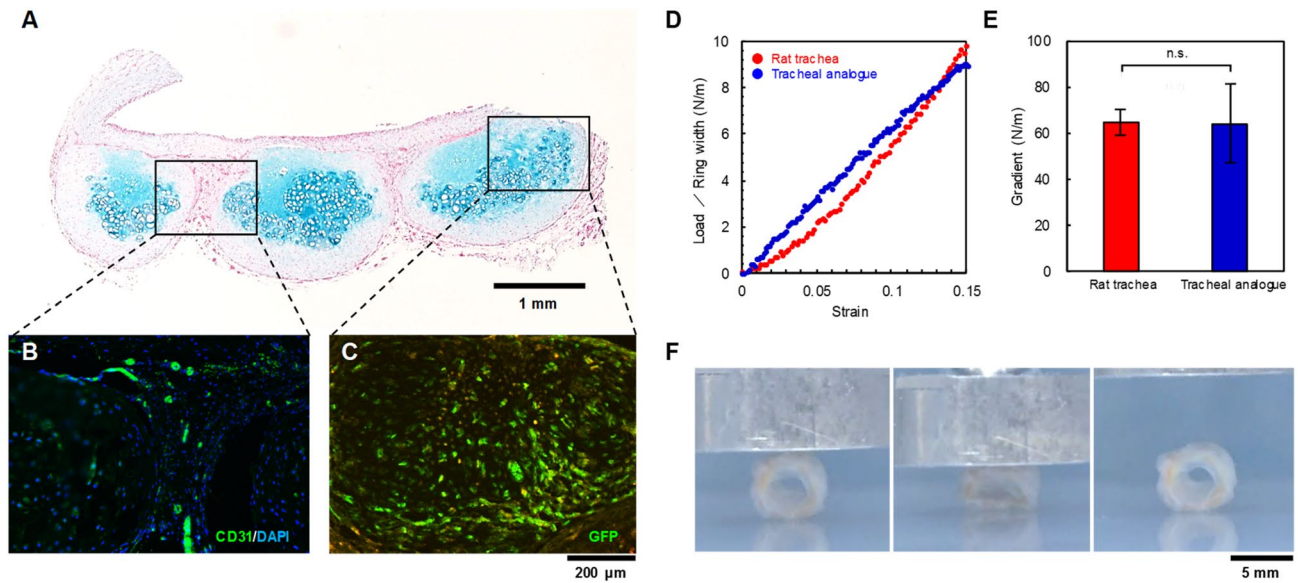 A
1 mm
B
CD31/DAPI
C
GFP
200 µm
D
10
8
6
4
2
0
Load / Ring width (N/m)
Rat trachea
Tracheal analogue
0
0.05
0.1
0.15
Strain
E
100
80
60
40
20
0
Gradient (N/m)
n.s.
Rat trachea
Tracheal analogue
F
5 mm